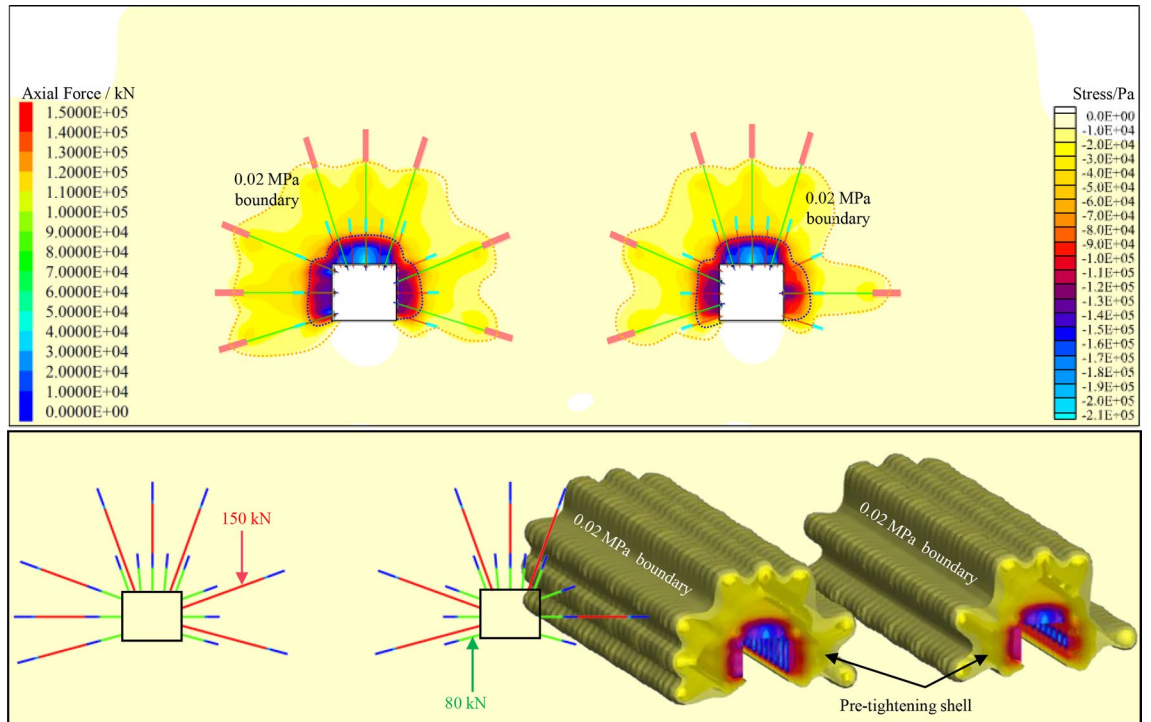 Axial Force / kN
1.5000E+05
1.4000E+05
1.3000E+05
1.2000E+05
1.1000E+05
1.0000E+05
9.0000E+04
8.0000E+04
7.0000E+04
6.0000E+04
5.0000E+04
4.0000E+04
3.0000E+04
2.0000E+04
1.0000E+04
0.0000E+00
0.02 MPa
boundary
0.02 MPa
boundary
Stress/Pa
0.0E+00
-1.0E+04
-2.0E+04
-3.0E+04
-4.0E+04
-5.0E+04
-6.0E+04
-7.0E+04
-8.0E+04
-9.0E+04
-1.0E+05
-1.1E+05
-1.2E+05
-1.3E+05
-1.4E+05
-1.5E+05
-1.6E+05
-1.7E+05
-1.8E+05
-1.9E+05
-2.0E+05
-2.1E+05
150 kN
80 kN
0.02 MPa boundary
0.02 MPa boundary
Pre-tightening shell